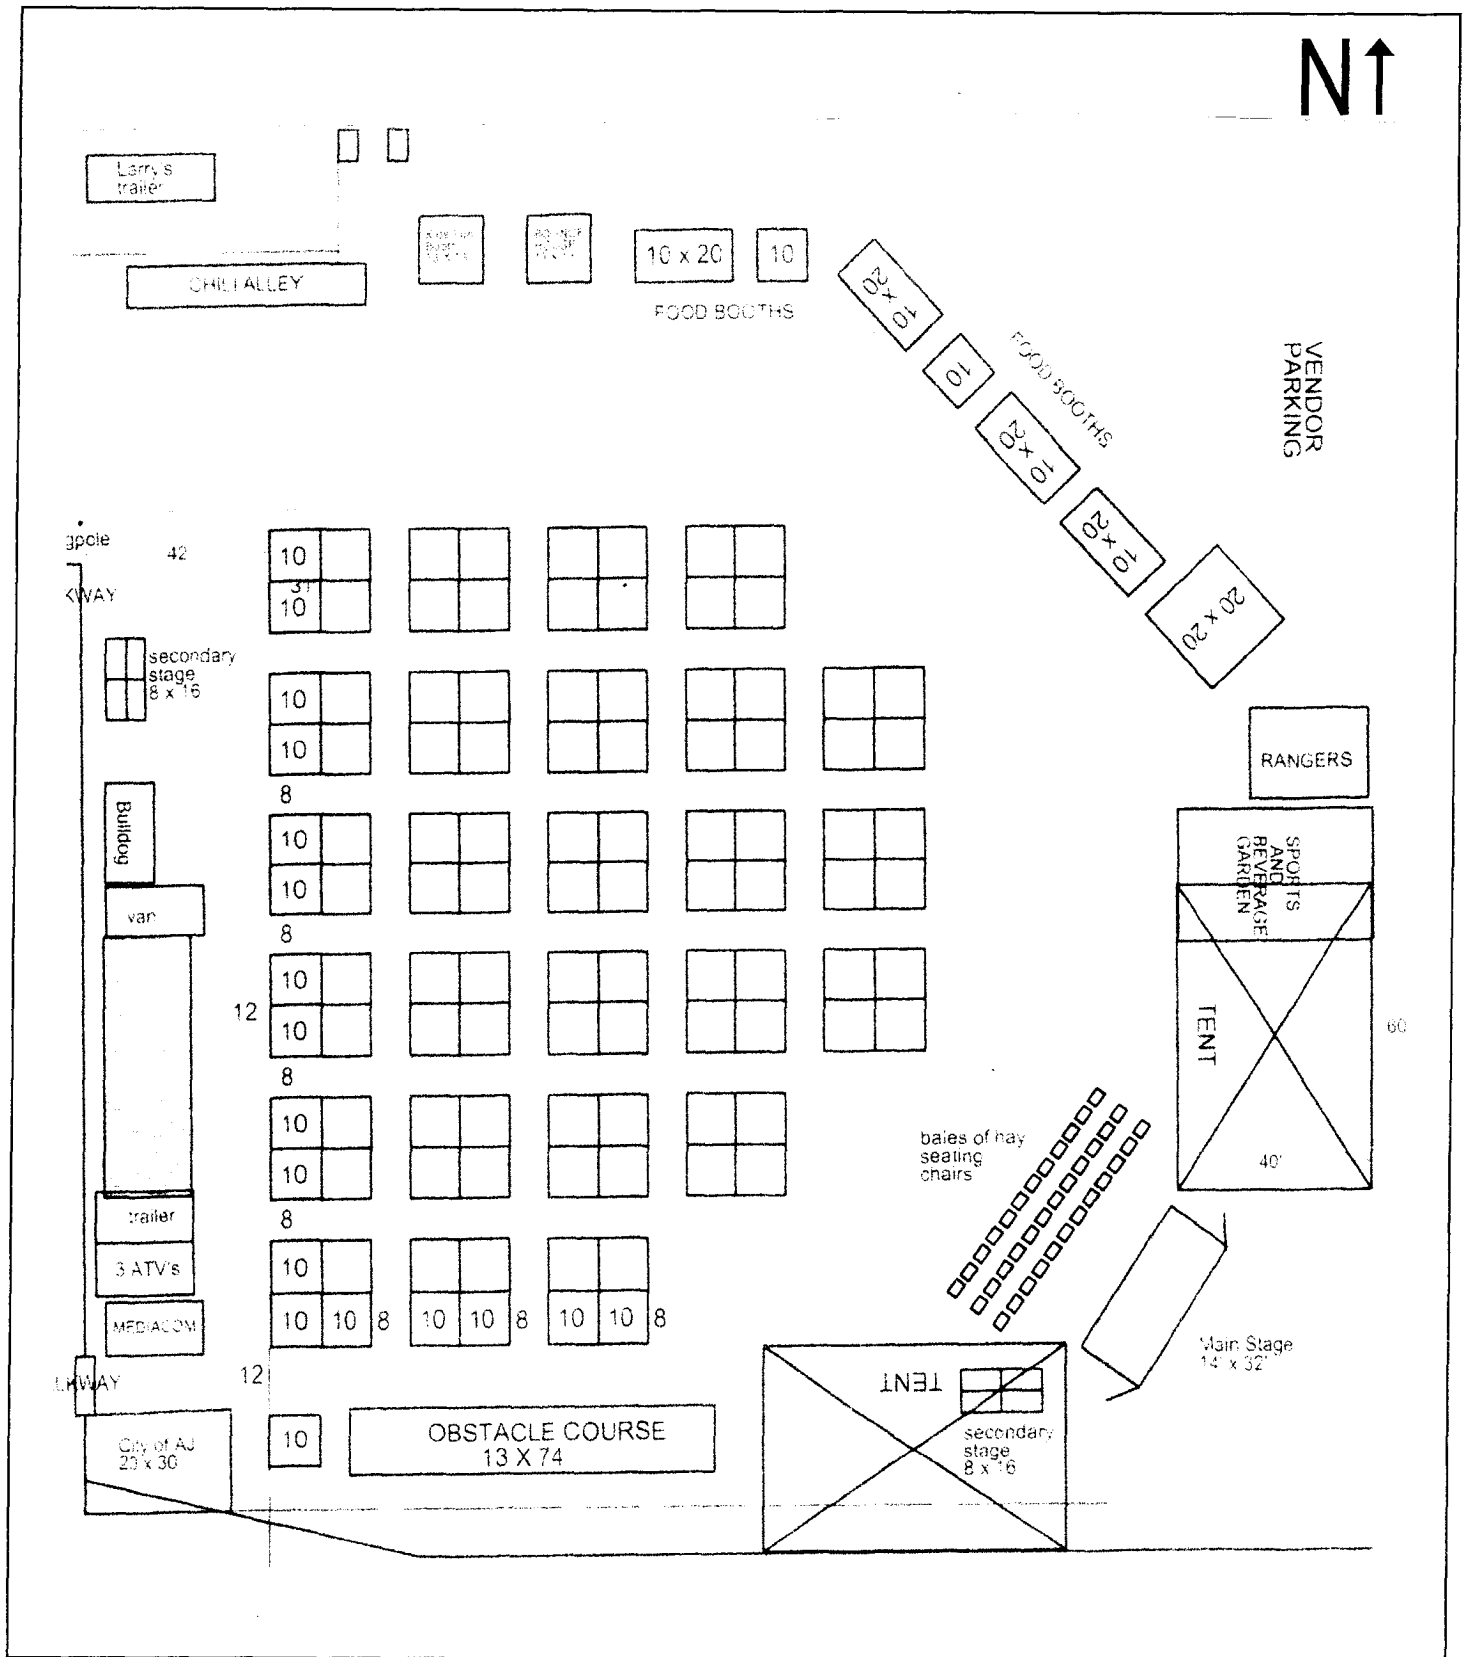 N
Larry's
trailer
CHILI ALLEY
10 x 20
10
FOOD BOOTHS
10 x 20
10
10 x 20
10 x 20
20 x 20
FOOD BOOTHS
VENDOR
PARKING
gpole
42
KWAY
10
31
10
secondary
stage
8 x 16
10
10
8
RANGERS
Bulldog
10
10
SPORTS
AND
BEVERAGE
GARDEN
van
8
10
12
10
TENT
60
8
10
10
bales of hay
seating
chairs
40'
trailer
8
3 ATV's
10
MEDIACOM
10 10 8 10 10 8 10 10 8
Main Stage
14' x 32'
LKWAY
12
TENT
City of AJ
20 x 30
10
OBSTACLE COURSE
13 X 74
secondary
stage
8 x 16